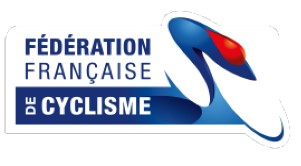 FÉDÉRATION
FRANÇAISE
DE CYCLISME